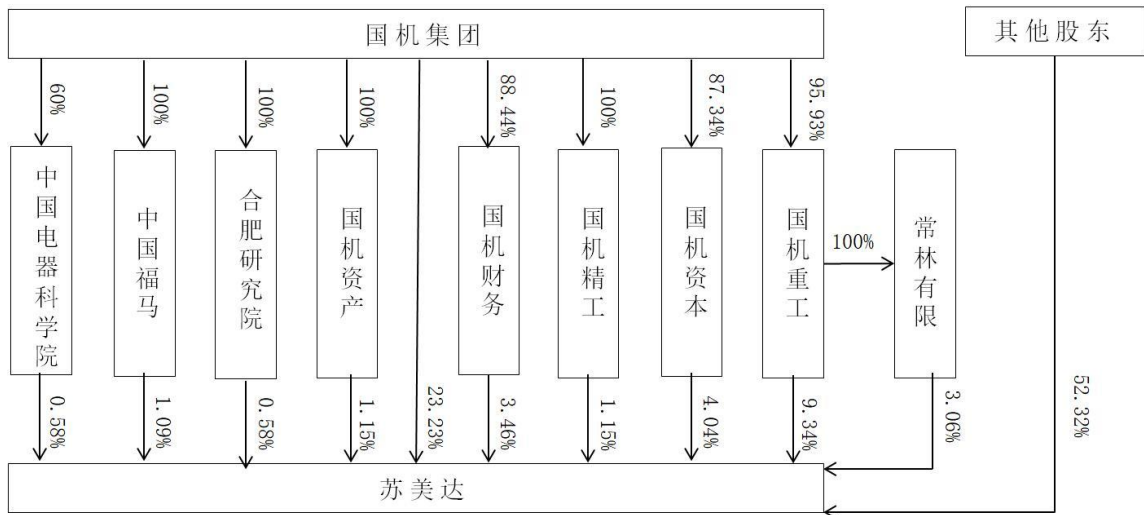 国机集团
其他股东
60%
100%
100%
100%
88.44%
100%
87.34%
95.93%
中国电器科学院
中国福马
合肥研究院
国机资产
国机财务
国机精工
国机资本
国机重工
100%
常林有限
0.58%
1.09%
0.58%
1.15%
23.23%
3.46%
1.15%
4.04%
9.34%
3.06%
52.32%
苏美达